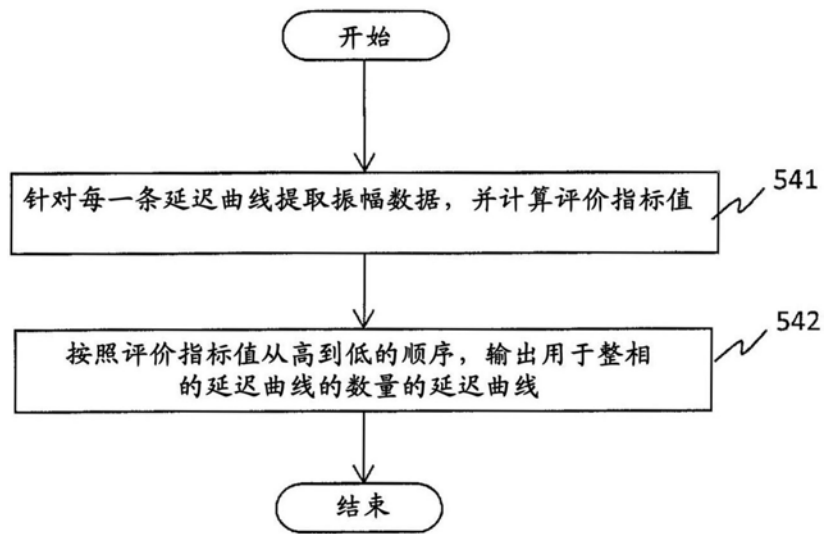 开始
针对每一条延迟曲线提取振幅数据，并计算评价指标值
541
按照评价指标值从高到低的顺序，输出用于整相
的延迟曲线的数量的延迟曲线
542
结束